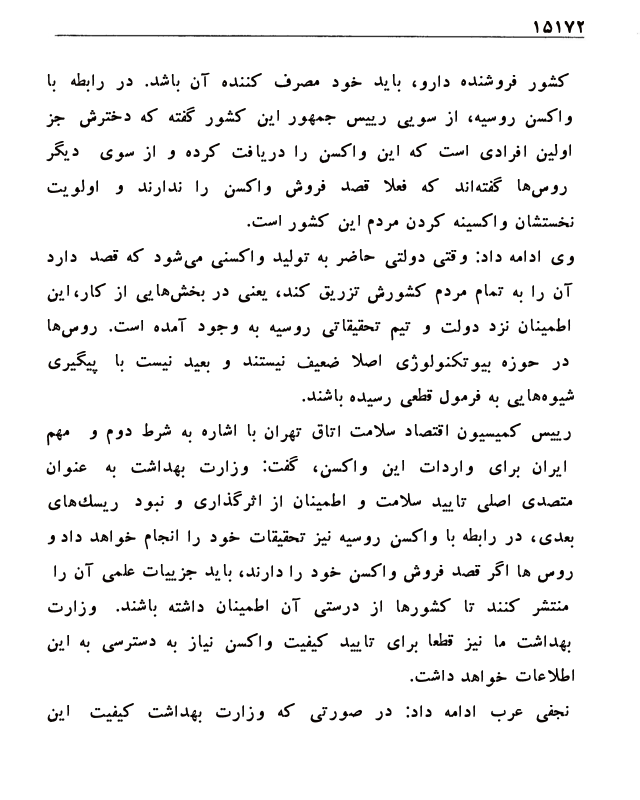 ۱۵۱۷۲
کشور فروشنده دارو، باید خود مصرف کننده آن باشد. در رابطه با
واکسن روسیه، از سویی رییس جمهور این کشور گفته که دخترش جز
اولین افرادی است که این واکسن را دریافت کرده و از سوی دیگر
روس‌ها گفته‌اند که فعلا قصد فروش واکسن را ندارند و اولویت
نخستشان واکسینه کردن مردم این کشور است.
وی ادامه داد: وقتی دولتی حاضر به تولید واکسنی می‌شود که قصد دارد
آن را به تمام مردم کشورش تزریق کند، یعنی در بخش‌هایی از کار، این
اطمینان نزد دولت و تیم تحقیقاتی روسیه به وجود آمده است. روس‌ها
در حوزه بیوتکنولوژی اصلا ضعیف نیستند و بعید نیست با پیگیری
شیوه‌هایی به فرمول قطعی رسیده باشند.
رییس کمیسیون اقتصاد سلامت اتاق تهران با اشاره به شرط دوم و مهم
ایران برای واردات این واکسن، گفت: وزارت بهداشت به عنوان
متصدی اصلی تایید سلامت و اطمینان از اثرگذاری و نبود ریسک‌های
بعدی، در رابطه با واکسن روسیه نیز تحقیقات خود را انجام خواهد داد و
روس ها اگر قصد فروش واکسن خود را دارند، باید جزییات علمی آن را
منتشر کنند تا کشورها از درستی آن اطمینان داشته باشند. وزارت
بهداشت ما نیز قطعا برای تایید کیفیت واکسن نیاز به دسترسی به این
اطلاعات خواهد داشت.
نجفی عرب ادامه داد: در صورتی که وزارت بهداشت کیفیت این